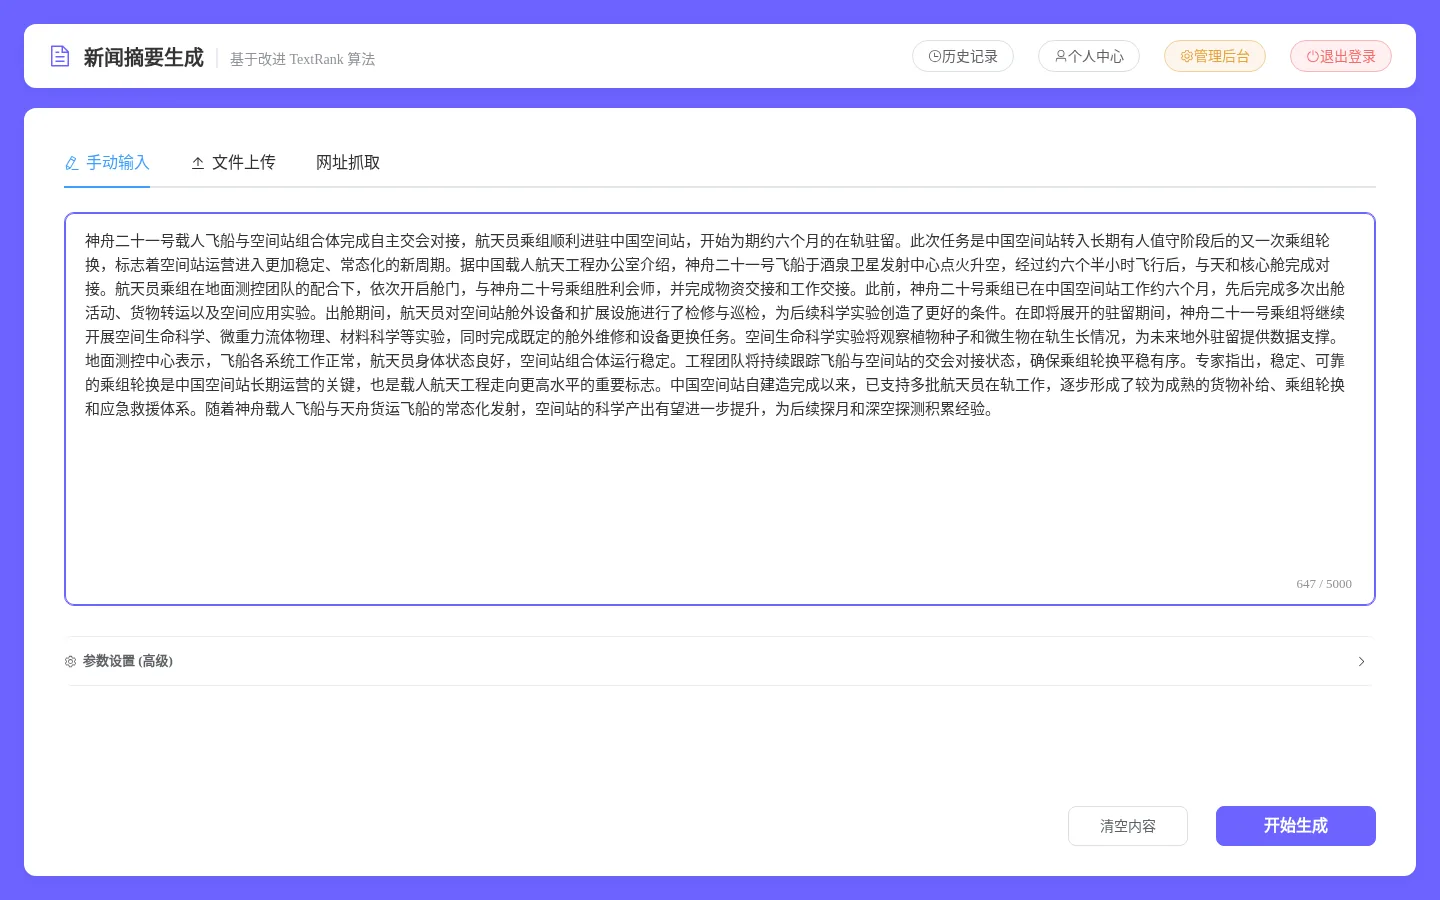 新闻摘要生成
基于改进 TextRank 算法
历史记录
个人中心
管理后台
退出登录
手动输入
文件上传
网址抓取
神舟二十一号载人飞船与空间站组合体完成自主交会对接，航天员乘组顺利进驻中国空间站，开始为期约六个月的在轨驻留。此次任务是中国空间站转入长期有人值守阶段后的又一次乘组轮
换，标志着空间站运营进入更加稳定、常态化的新周期。据中国载人航天工程办公室介绍，神舟二十一号飞船于酒泉卫星发射中心点火升空，经过约六个半小时飞行后，与天和核心舱完成对
接。航天员乘组在地面测控团队的配合下，依次开启舱门，与神舟二十号乘组胜利会师，并完成物资交接和工作交接。此前，神舟二十号乘组已在中国空间站工作约六个月，先后完成多次出舱
活动、货物转运以及空间应用实验。出舱期间，航天员对空间站舱外设备和扩展设施进行了检修与巡检，为后续科学实验创造了更好的条件。在即将展开的驻留期间，神舟二十一号乘组将继续
开展空间生命科学、微重力流体物理、材料科学等实验，同时完成既定的舱外维修和设备更换任务。空间生命科学实验将观察植物种子和微生物在轨生长情况，为未来地外驻留提供数据支撑。
地面测控中心表示，飞船各系统工作正常，航天员身体状态良好，空间站组合体运行稳定。工程团队将持续跟踪飞船与空间站的交会对接状态，确保乘组轮换平稳有序。专家指出，稳定、可靠
的乘组轮换是中国空间站长期运营的关键，也是载人航天工程走向更高水平的重要标志。中国空间站自建造完成以来，已支持多批航天员在轨工作，逐步形成了较为成熟的货物补给、乘组轮换
和应急救援体系。随着神舟载人飞船与天舟货运飞船的常态化发射，空间站的科学产出有望进一步提升，为后续探月和深空探测积累经验。
647 / 5000
参数设置 (高级)
清空内容
开始生成